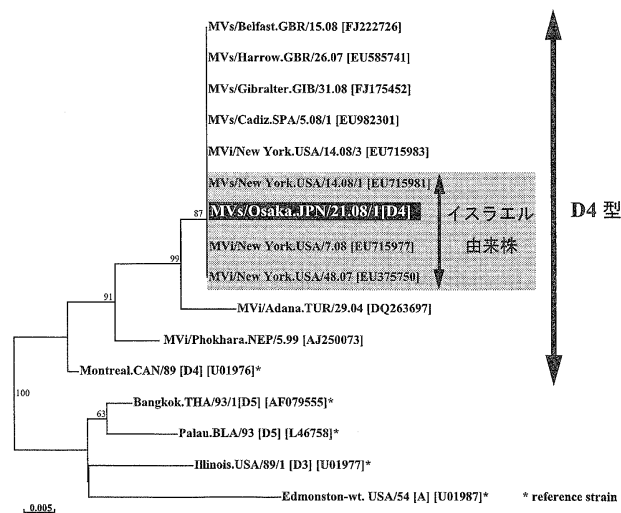 MVs/Belfast.GBR/15.08 [FJ222726]
MVs/Harrow.GBR/26.07 [EU585741]
MVs/Gibralter.GIB/31.08 [FJ175452]
MVs/Cadiz.SPA/5.08/1 [EU982301]
MVi/New York.USA/14.08/3 [EU715983]
MVs/New York.USA/14.08/1 [EU715981]
MVs/Osaka.JPN/21.08/1[D4]
MVi/New York.USA/7.08 [EU715977]
MVi/New York.USA/48.07 [EU375750]
イスラエル
由来株
D4 型
87
99
MVi/Adana.TUR/29.04 [DQ263697]
91
MVi/Phokhara.NEP/5.99 [AJ250073]
Montreal.CAN/89 [D4] [U01976]*
100
Bangkok.THA/93/1[D5] [AF079555]*
63
Palau.BLA/93 [D5] [L46758]*
Illinois.USA/89/1 [D3] [U01977]*
Edmonston-wt. USA/54 [A] [U01987]*
* reference strain
0.005